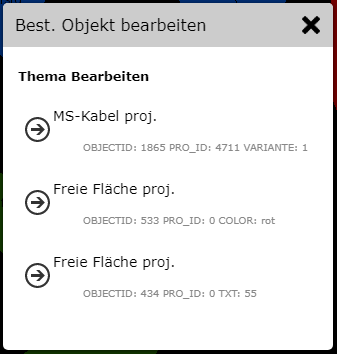 Best. Objekt bearbeiten
Thema Bearbeiten
MS-Kabel proj.
OBJECTID: 1865 PRO_ID: 4711 VARIANTE: 1
Freie Fläche proj.
OBJECTID: 533 PRO_ID: 0 COLOR: rot
Freie Fläche proj.
OBJECTID: 434 PRO_ID: 0 TXT: 55